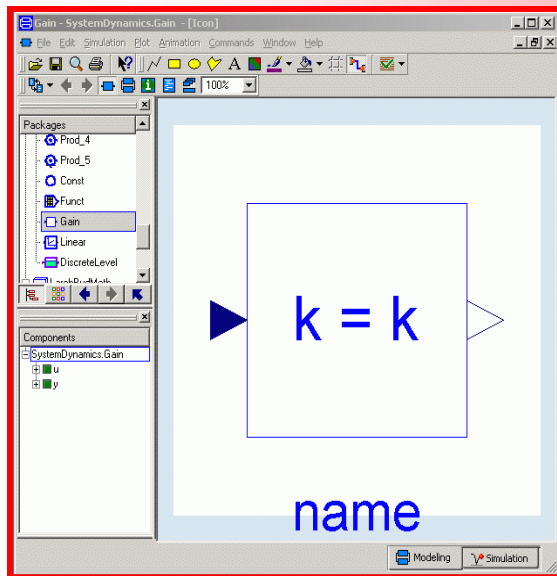 Gain - SystemDynamics.Gain - [Icon]
File Edit Simulation Plot Animation Commands Window Help
100%
Packages
Prod_4
Prod_5
Const
Funct
Gain
Linear
DiscreteLevel
Components
SystemDynamics.Gain
u
y
k = k
name
Modeling
Simulation